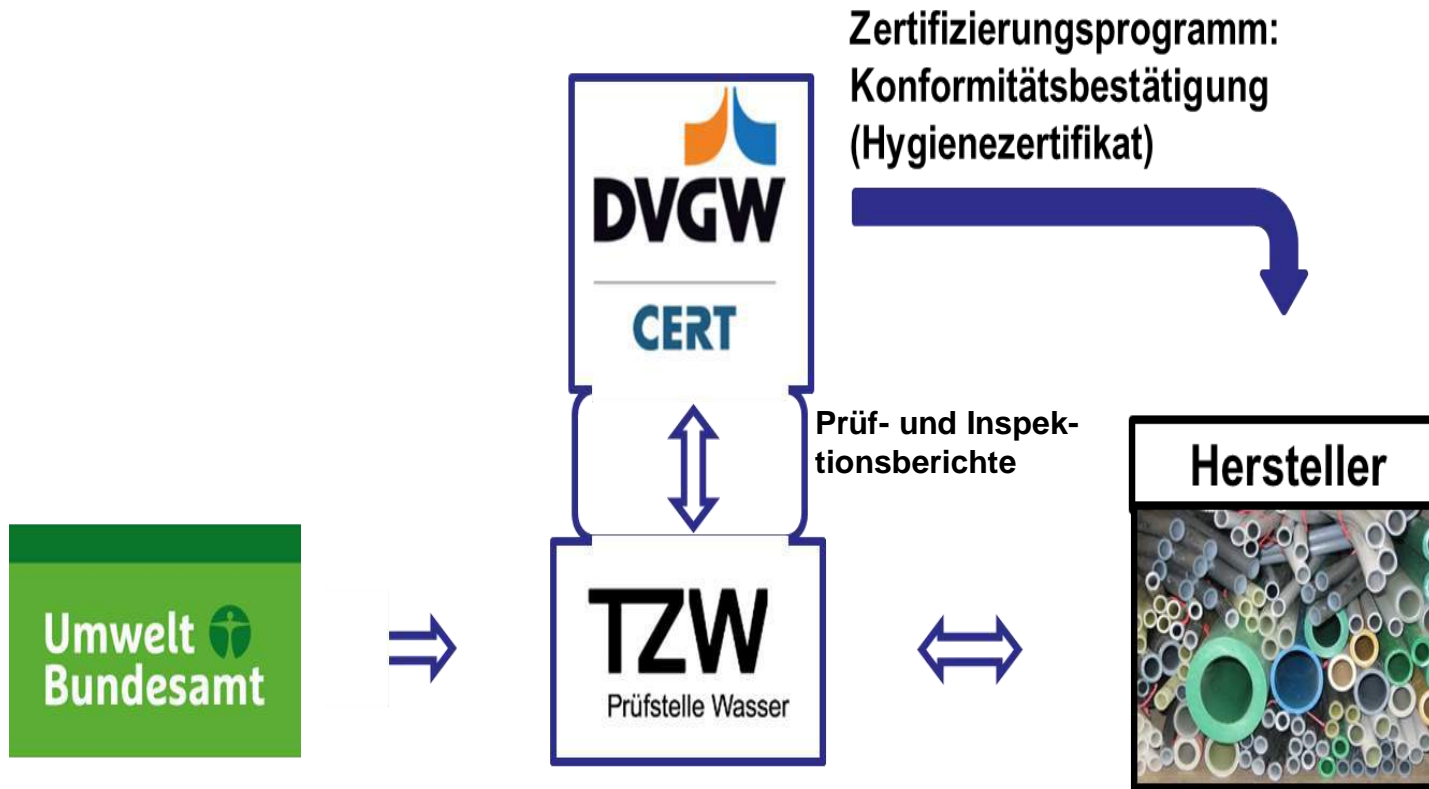 Zertifizierungsprogramm:
Konformitätsbestätigung
(Hygienezertifikat)
DVGW
CERT
Prüf- und Inspek-
tionsberichte
Hersteller
Umwelt
Bundesamt
TZW
Prüfstelle Wasser